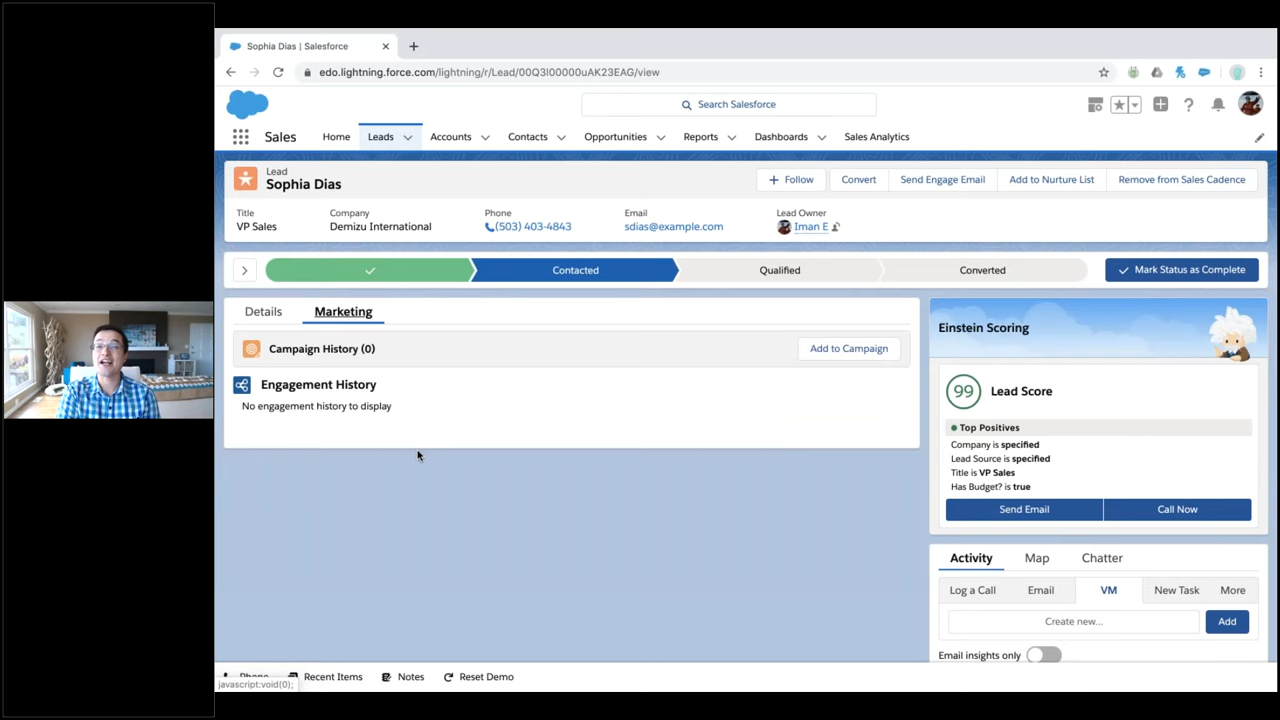 Sophia Dias | Salesforce
edo.lightning.force.com/lightning/r/Lead/00Q3I00000uAK23EAG/view
Search Salesforce
Sales Home Leads Accounts Contacts Opportunities Reports Dashboards Sales Analytics
Lead
Sophia Dias
Follow Convert Send Engage Email Add to Nurture List Remove from Sales Cadence
Title Company Phone Email Lead Owner
VP Sales Demizu International (503) 403-4843 sdias@example.com Iman E
Contacted Qualified Converted Mark Status as Complete
Details Marketing
Campaign History (0) Add to Campaign
Engagement History
No engagement history to display
Einstein Scoring
99 Lead Score
Top Positives
Company is specified
Lead Source is specified
Title is VP Sales
Has Budget? is true
Send Email Call Now
Activity Map Chatter
Log a Call Email VM New Task More
Create new... Add
Email insights only
Phone Recent Items Notes Reset Demo
javascript:void(0);